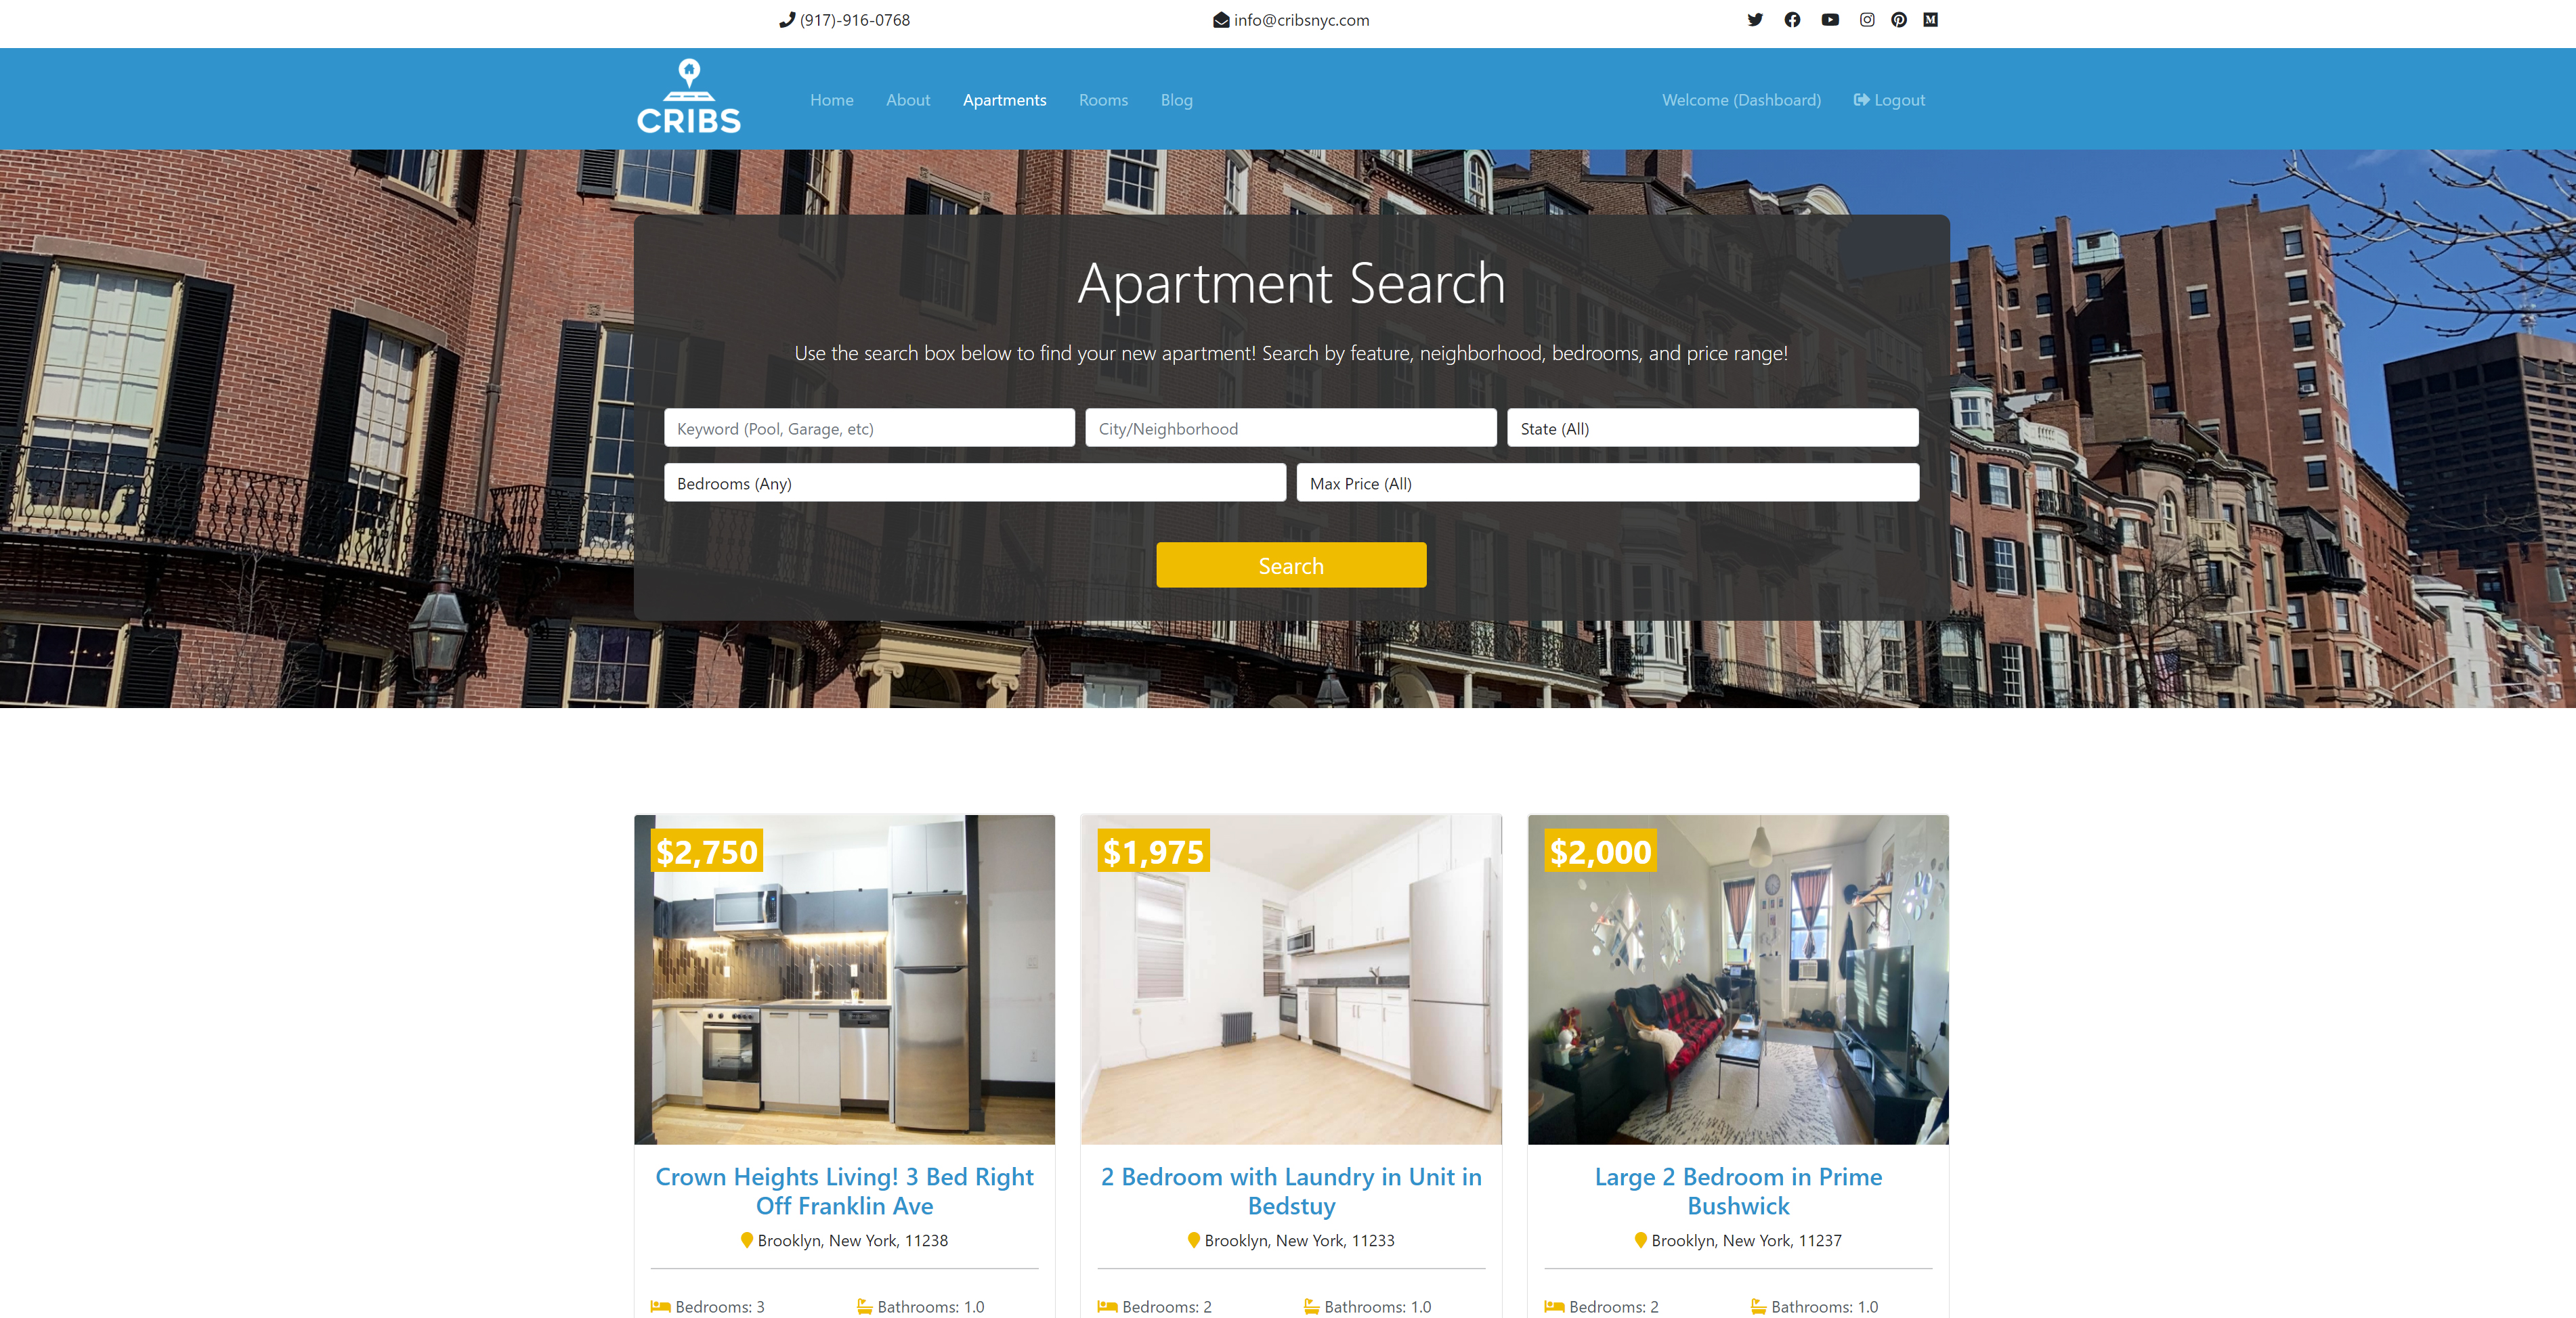 (917)-916-0768
info@cribsnyc.com
CRIBS
Home About Apartments Rooms Blog
Welcome (Dashboard) Logout
Apartment Search
Use the search box below to find your new apartment! Search by feature, neighborhood, bedrooms, and price range!
Keyword (Pool, Garage, etc)
City/Neighborhood
State (All)
Bedrooms (Any)
Max Price (All)
Search
$2,750
Crown Heights Living! 3 Bed Right
Off Franklin Ave
Brooklyn, New York, 11238
Bedrooms: 3
Bathrooms: 1.0
$1,975
2 Bedroom with Laundry in Unit in
Bedstuy
Brooklyn, New York, 11233
Bedrooms: 2
Bathrooms: 1.0
$2,000
Large 2 Bedroom in Prime
Bushwick
Brooklyn, New York, 11237
Bedrooms: 2
Bathrooms: 1.0